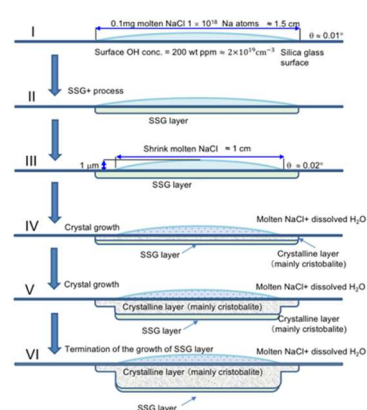 I
0.1mg molten NaCl 1 × 10¹⁸ Na atoms ≈ 1.5 cm
θ ≈ 0.01°
Surface OH conc. = 200 wt ppm ≈ 2×10¹⁹cm⁻³
Silica glass
surface
II
SSG+ process
SSG layer
III
Shrink molten NaCl ≈ 1 cm
1 μm
θ ≈ 0.02°
SSG layer
IV
Crystal growth
Molten NaCl+ dissolved H₂O
SSG layer
Crystalline layer
(mainly cristobalite)
V
Crystal growth
Molten NaCl+ dissolved H₂O
Crystalline layer (mainly cristobalite)
SSG layer
Crystalline layer
(mainly cristobalite)
VI
Termination of the growth of SSG layer
Molten NaCl+ dissolved H₂O
Crystalline layer (mainly cristobalite)
SSG layer